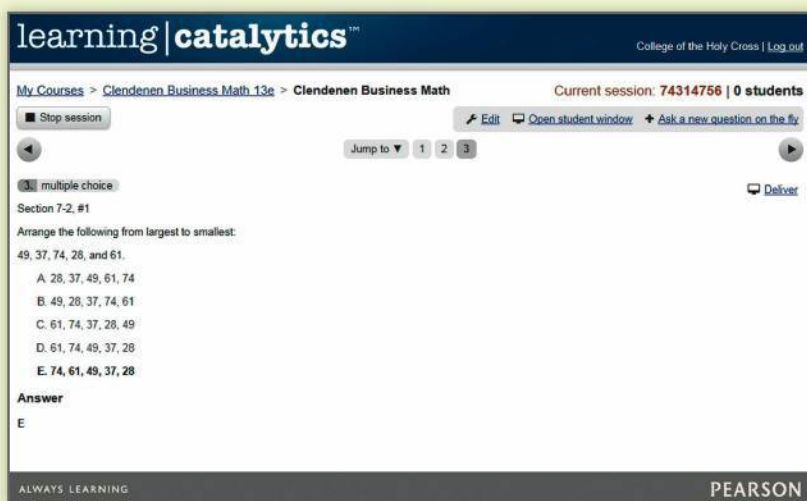 learning|catalytics™
College of the Holy Cross | Log out
My Courses > Clendenen Business Math 13e > Clendenen Business Math
Current session: 74314756 | 0 students
Stop session
Edit Open student window + Ask a new question on the fly
Jump to ▼ 1 2 3
3. multiple choice
Deliver
Section 7-2, #1
Arrange the following from largest to smallest:
49, 37, 74, 28, and 61.
A. 28, 37, 49, 61, 74
B. 49, 28, 37, 74, 61
C. 61, 74, 37, 28, 49
D. 61, 74, 49, 37, 28
E. 74, 61, 49, 37, 28
Answer
E
ALWAYS LEARNING
PEARSON